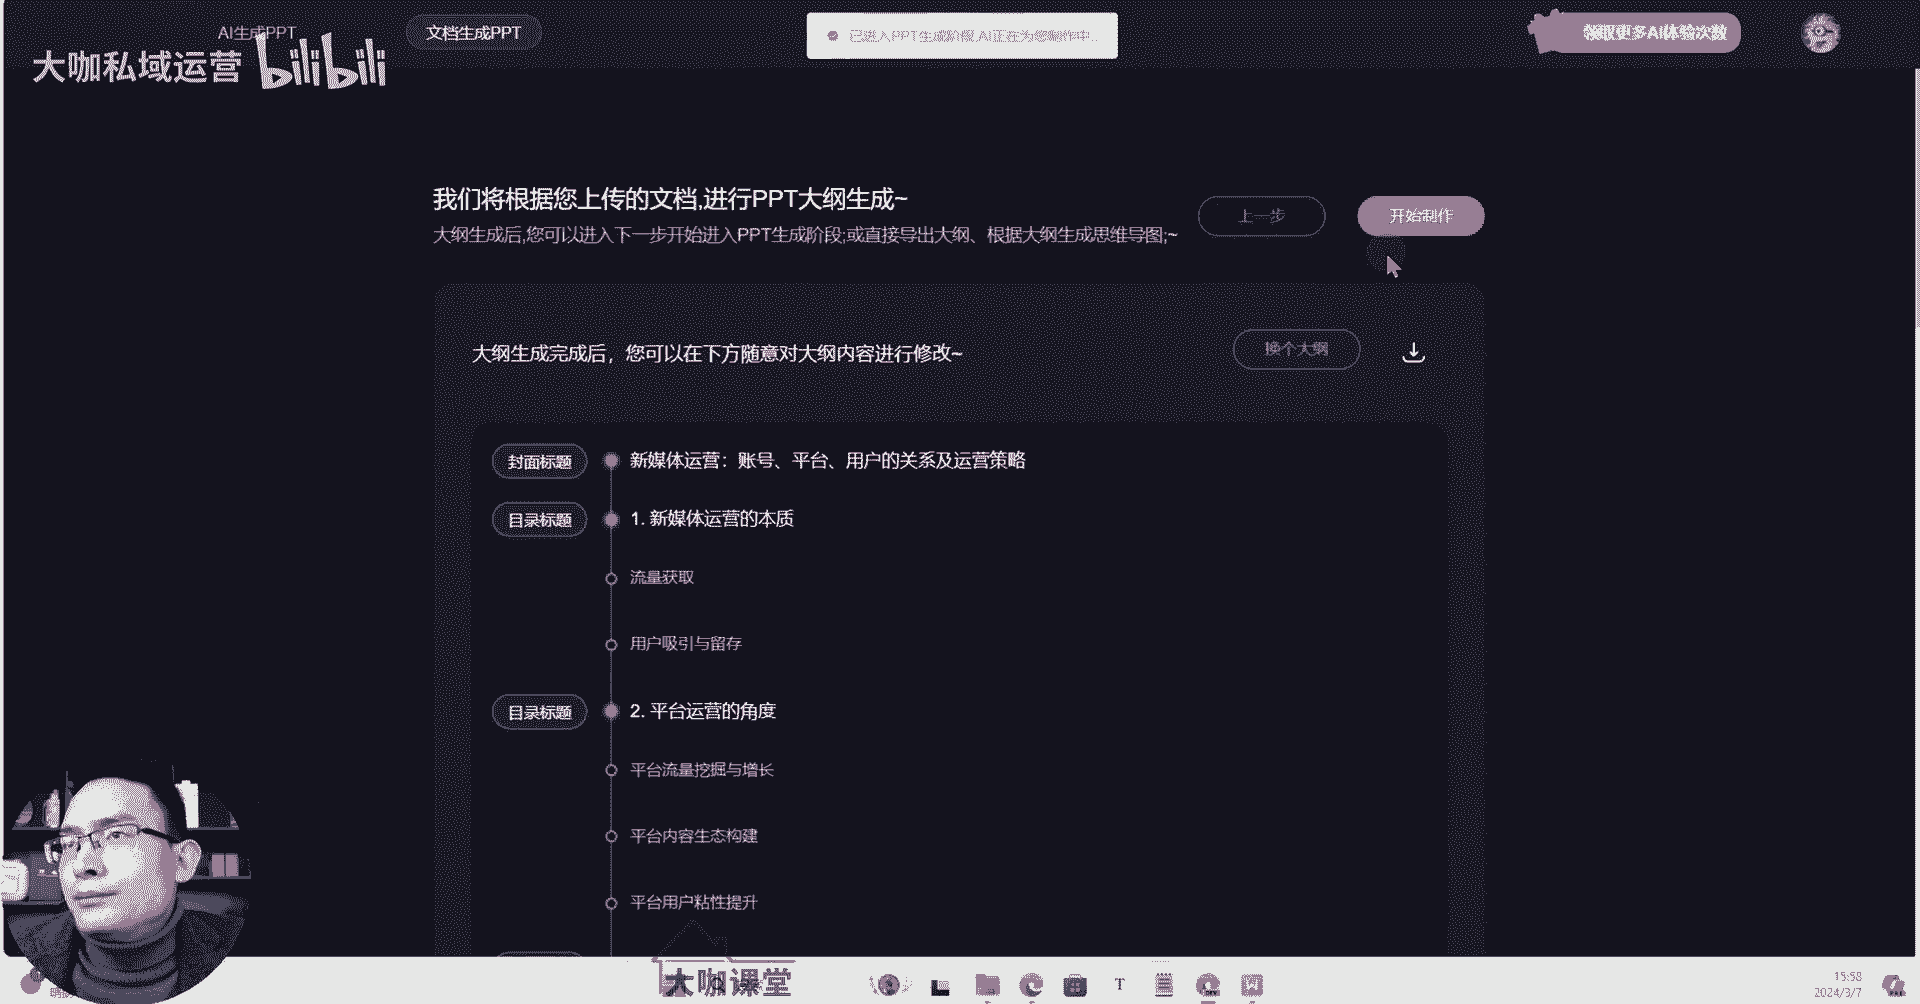 AI生成PPT
文档生成PPT
已进入PPT生成阶段,AI正在为您制作中...
领取更多AI体验次数
大咖私域运营 bilibili
我们将根据您上传的文档,进行PPT大纲生成~
大纲生成后,您可以进入下一步开始进入PPT生成阶段;或直接导出大纲、根据大纲生成思维导图;~
上一步
开始制作
大纲生成完成后，您可以在下方随意对大纲内容进行修改~
换个大纲
封面标题
新媒体运营：账号、平台、用户的关系及运营策略
目录标题
1. 新媒体运营的本质
流量获取
用户吸引与留存
目录标题
2. 平台运营的角度
平台流量挖掘与增长
平台内容生态构建
平台用户粘性提升
大咖课堂
T
W
15:58
2024/3/7